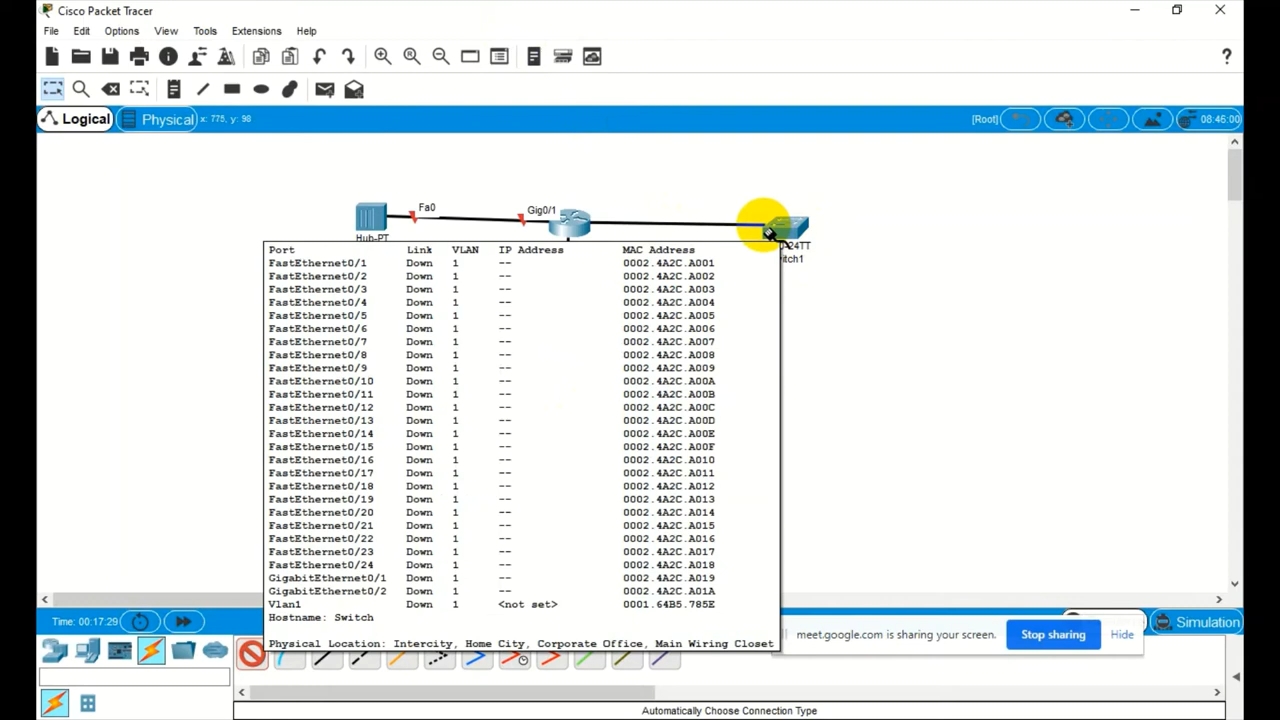 Cisco Packet Tracer
File Edit Options View Tools Extensions Help
?
Logical Physical x: 775, y: 98 [Root] 08:46:00
Fa0 Gig0/1
Hub-PT
24TT
itch1
Port Link VLAN IP Address MAC Address
FastEthernet0/1 Down 1 -- 0002.4A2C.A001
FastEthernet0/2 Down 1 -- 0002.4A2C.A002
FastEthernet0/3 Down 1 -- 0002.4A2C.A003
FastEthernet0/4 Down 1 -- 0002.4A2C.A004
FastEthernet0/5 Down 1 -- 0002.4A2C.A005
FastEthernet0/6 Down 1 -- 0002.4A2C.A006
FastEthernet0/7 Down 1 -- 0002.4A2C.A007
FastEthernet0/8 Down 1 -- 0002.4A2C.A008
FastEthernet0/9 Down 1 -- 0002.4A2C.A009
FastEthernet0/10 Down 1 -- 0002.4A2C.A00A
FastEthernet0/11 Down 1 -- 0002.4A2C.A00B
FastEthernet0/12 Down 1 -- 0002.4A2C.A00C
FastEthernet0/13 Down 1 -- 0002.4A2C.A00D
FastEthernet0/14 Down 1 -- 0002.4A2C.A00E
FastEthernet0/15 Down 1 -- 0002.4A2C.A00F
FastEthernet0/16 Down 1 -- 0002.4A2C.A010
FastEthernet0/17 Down 1 -- 0002.4A2C.A011
FastEthernet0/18 Down 1 -- 0002.4A2C.A012
FastEthernet0/19 Down 1 -- 0002.4A2C.A013
FastEthernet0/20 Down 1 -- 0002.4A2C.A014
FastEthernet0/21 Down 1 -- 0002.4A2C.A015
FastEthernet0/22 Down 1 -- 0002.4A2C.A016
FastEthernet0/23 Down 1 -- 0002.4A2C.A017
FastEthernet0/24 Down 1 -- 0002.4A2C.A018
GigabitEthernet0/1 Down 1 -- 0002.4A2C.A019
GigabitEthernet0/2 Down 1 -- 0002.4A2C.A01A
Vlan1 Down 1 <not set> 0001.64B5.785E
Hostname: Switch
Physical Location: Intercity, Home City, Corporate Office, Main Wiring Closet
Time: 00:17:29 Simulation
meet.google.com is sharing your screen. Stop sharing Hide
Automatically Choose Connection Type